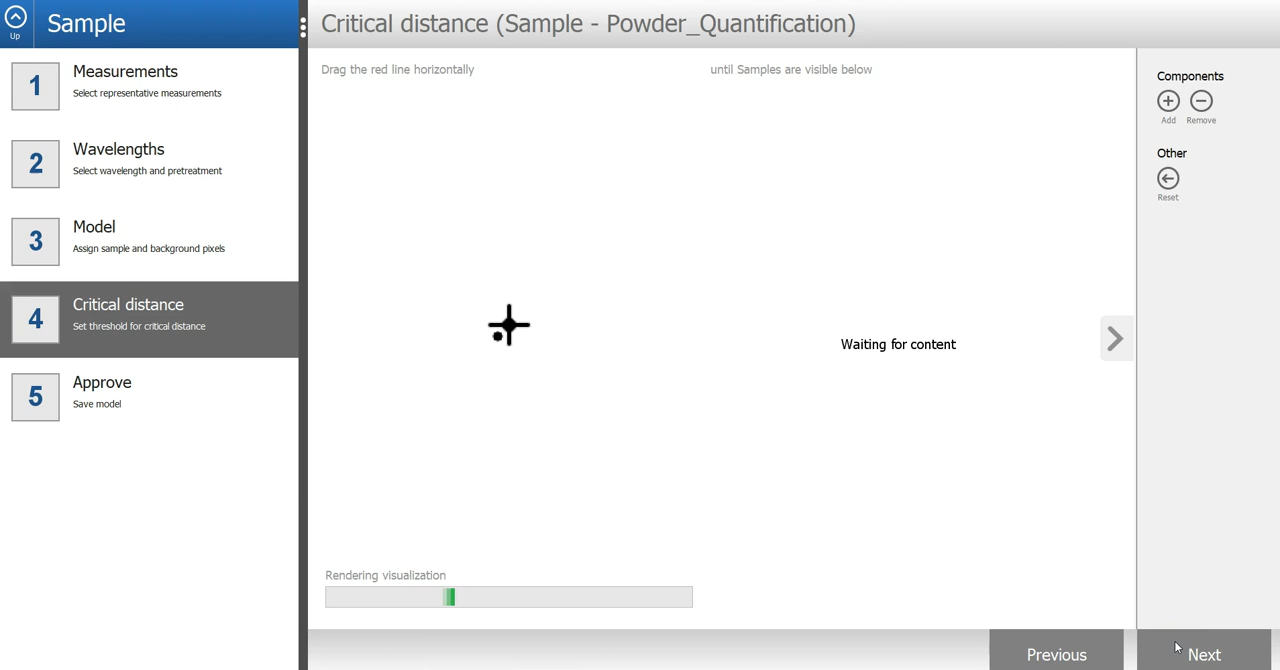 Up
Sample
1
Measurements
Select representative measurements
2
Wavelengths
Select wavelength and pretreatment
3
Model
Assign sample and background pixels
4
Critical distance
Set threshold for critical distance
5
Approve
Save model
Critical distance (Sample - Powder_Quantification)
Drag the red line horizontally
until Samples are visible below
Waiting for content
Rendering visualization
Components
Add Remove
Other
Reset
Previous
Next